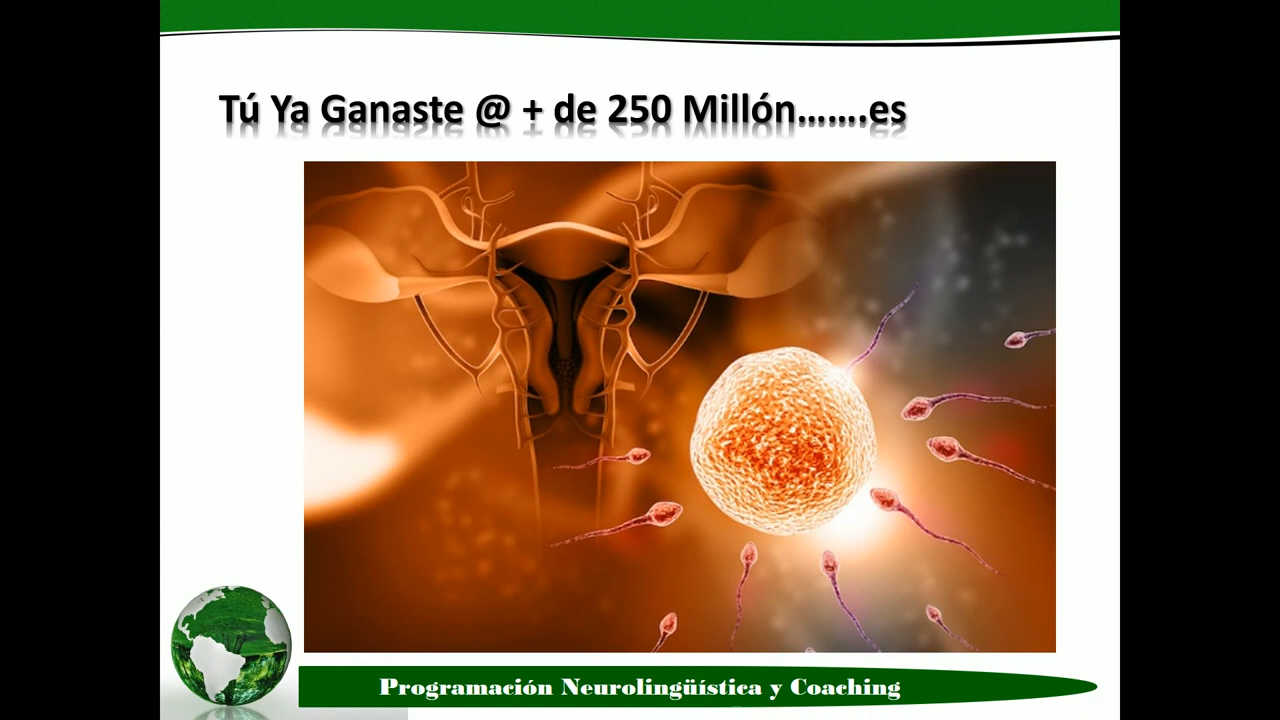 Tú Ya Ganaste @ + de 250 Millón…….es
Programación Neurolingüística y Coaching